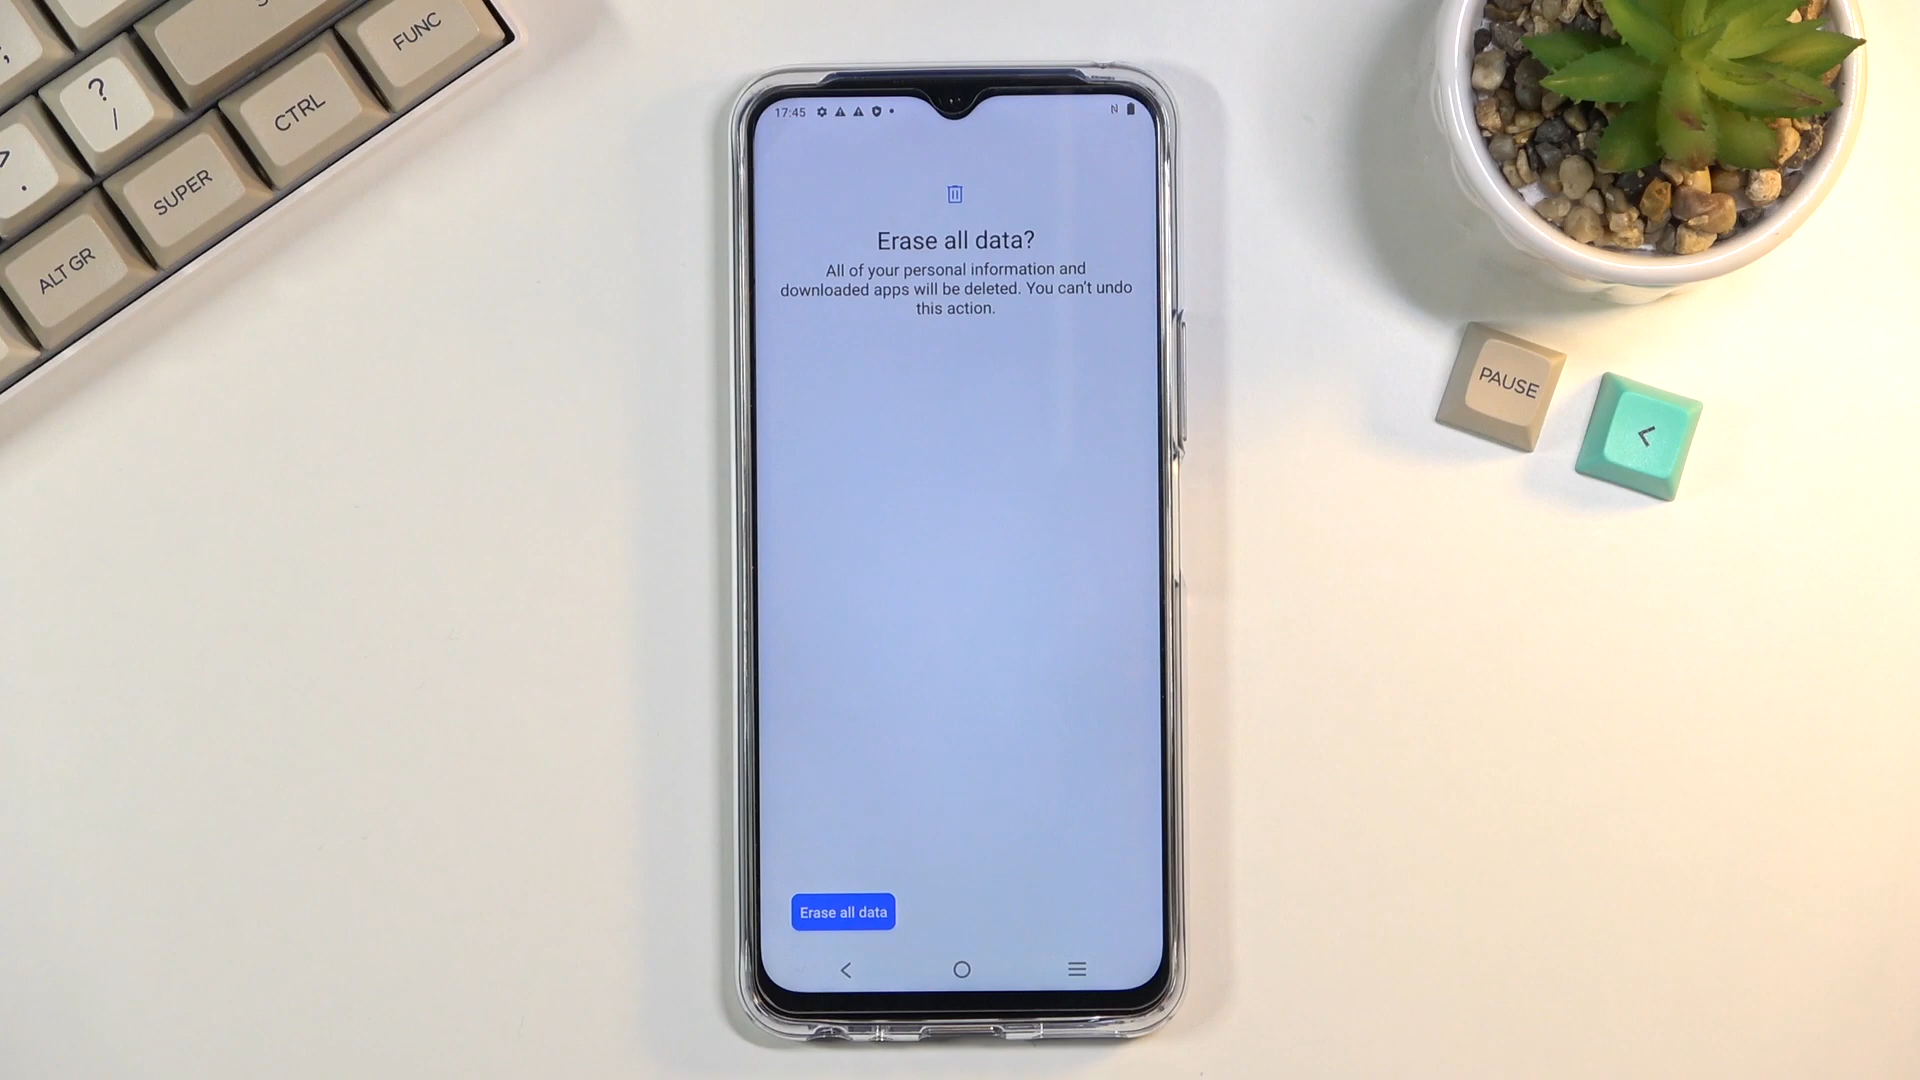 FUNC
?
/
CTRL
;
>
.
SUPER
ALT GR
17:45
N
Erase all data?
All of your personal information and
downloaded apps will be deleted. You can't undo
this action.
PAUSE
<
Erase all data